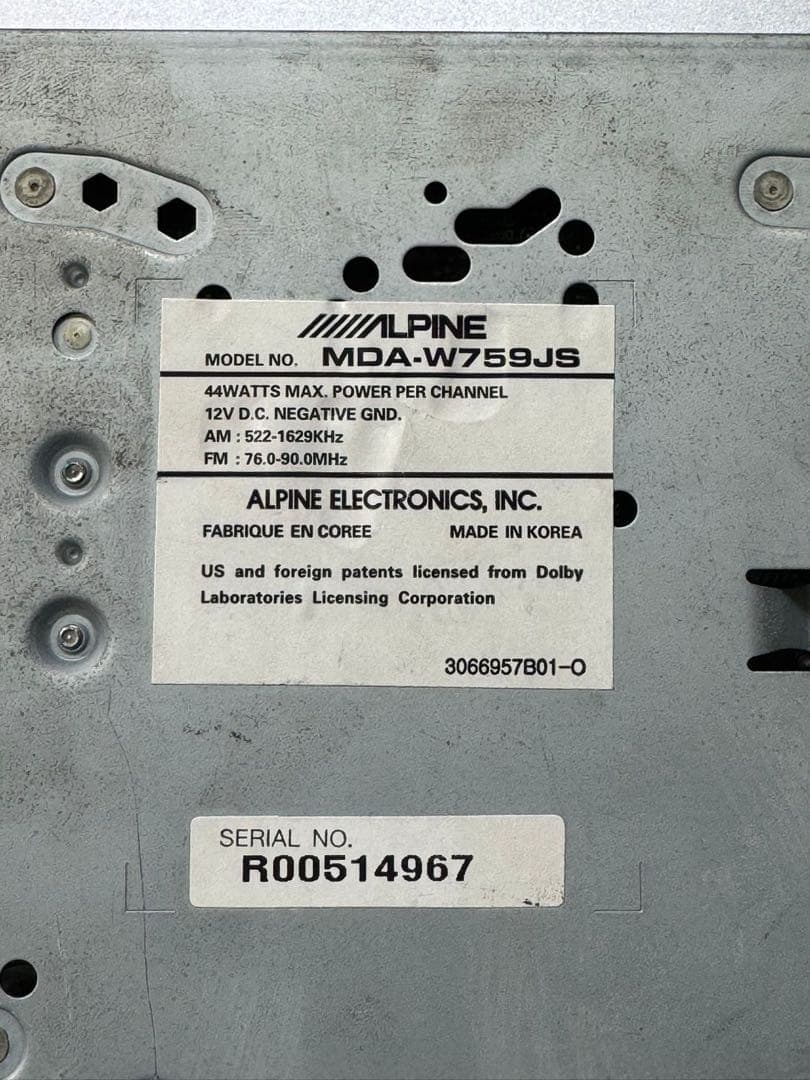 ALPINE
MODEL NO. MDA-W759JS
44WATTS MAX. POWER PER CHANNEL
12V D.C. NEGATIVE GND.
AM : 522-1629KHz
FM : 76.0-90.0MHz
ALPINE ELECTRONICS, INC.
FABRIQUE EN COREE MADE IN KOREA
US and foreign patents licensed from Dolby
Laboratories Licensing Corporation
3066957B01-O
SERIAL NO.
R00514967